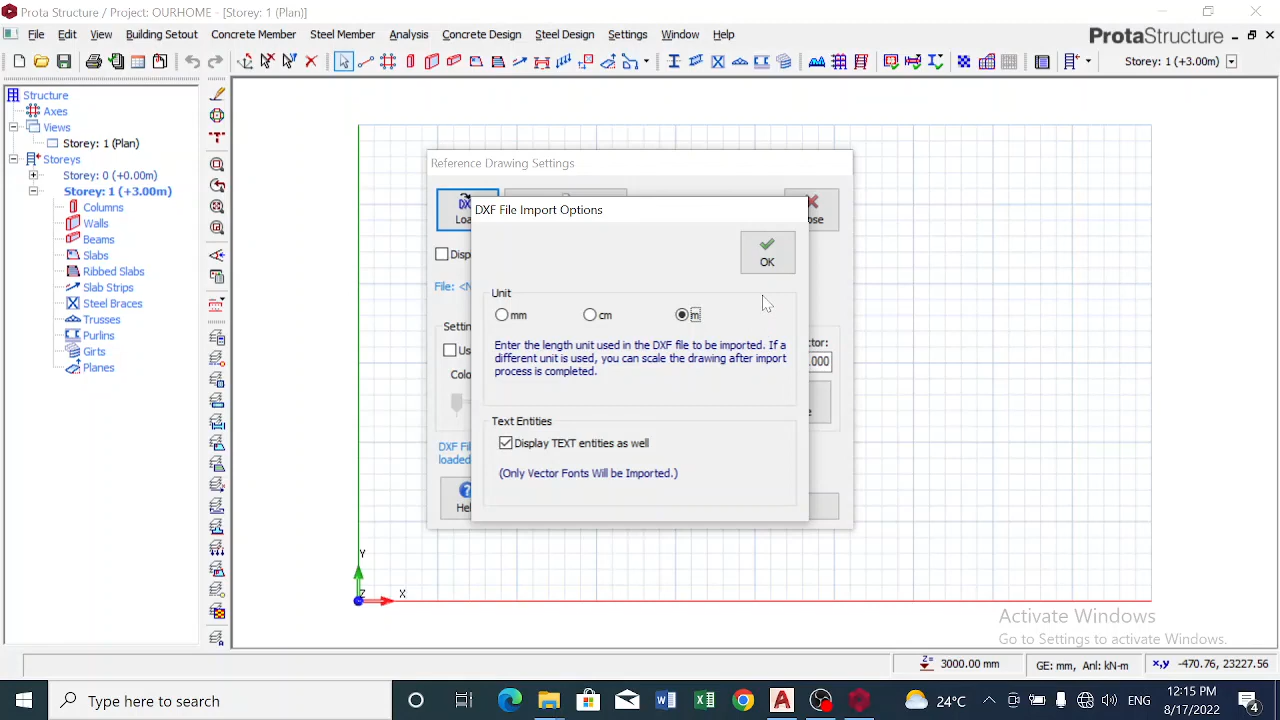 Prota Structure / Project: OURHOME - [Storey: 1 (Plan)]
File Edit View Building Setout Concrete Member Steel Member Analysis Concrete Design Steel Design Settings Window Help
ProtaStructure
Storey: 1 (+3.00m)
Structure
Axes
Views
Storey: 1 (Plan)
Storeys
Storey: 0 (+0.00m)
Storey: 1 (+3.00m)
Columns
Walls
Beams
Slabs
Ribbed Slabs
Slab Strips
Steel Braces
Trusses
Purlins
Girts
Planes
Reference Drawing Settings
DXF File Import Options
OK
File:
Unit
mm cm m
Enter the length unit used in the DXF file to be imported. If a
different unit is used, you can scale the drawing after import
process is completed.
Text Entities
Display TEXT entities as well
(Only Vector Fonts Will be Imported.)
DXF
loaded
Y
Z
X
Activate Windows
Go to Settings to activate Windows.
Z= 3000.00 mm GE: mm, Anl: kN-m x,y -470.76, 23227.56
Type here to search
24°C
ENG
12:15 PM
8/17/2022
2